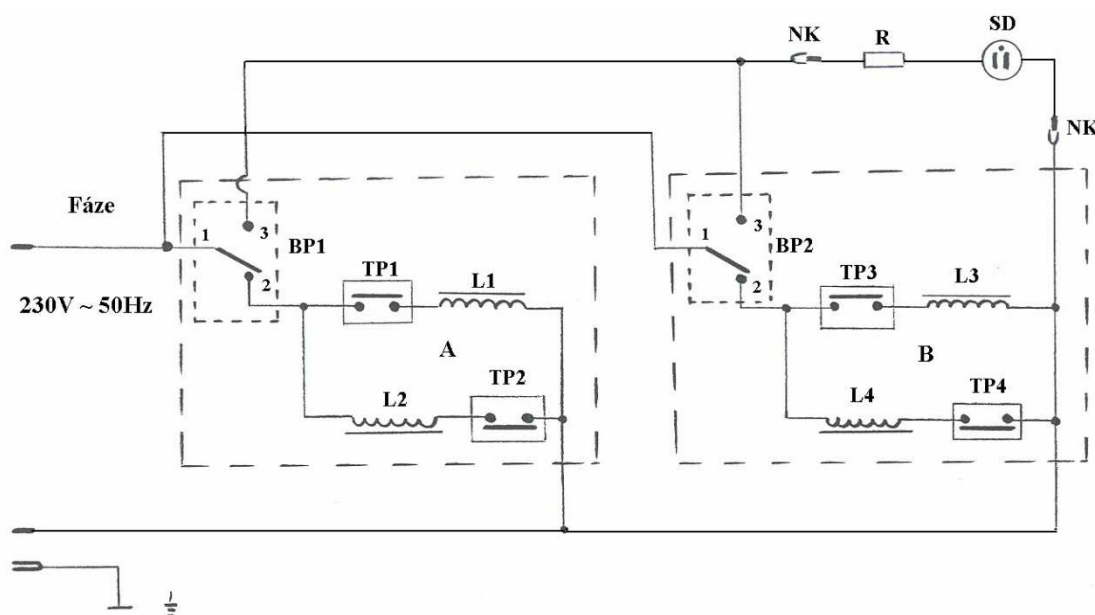 SD
NK
R
NK
Fáze
1
3
BP1
2
230V ~ 50Hz
TP1
L1
A
L2
TP2
1
3
BP2
2
TP3
L3
B
L4
TP4